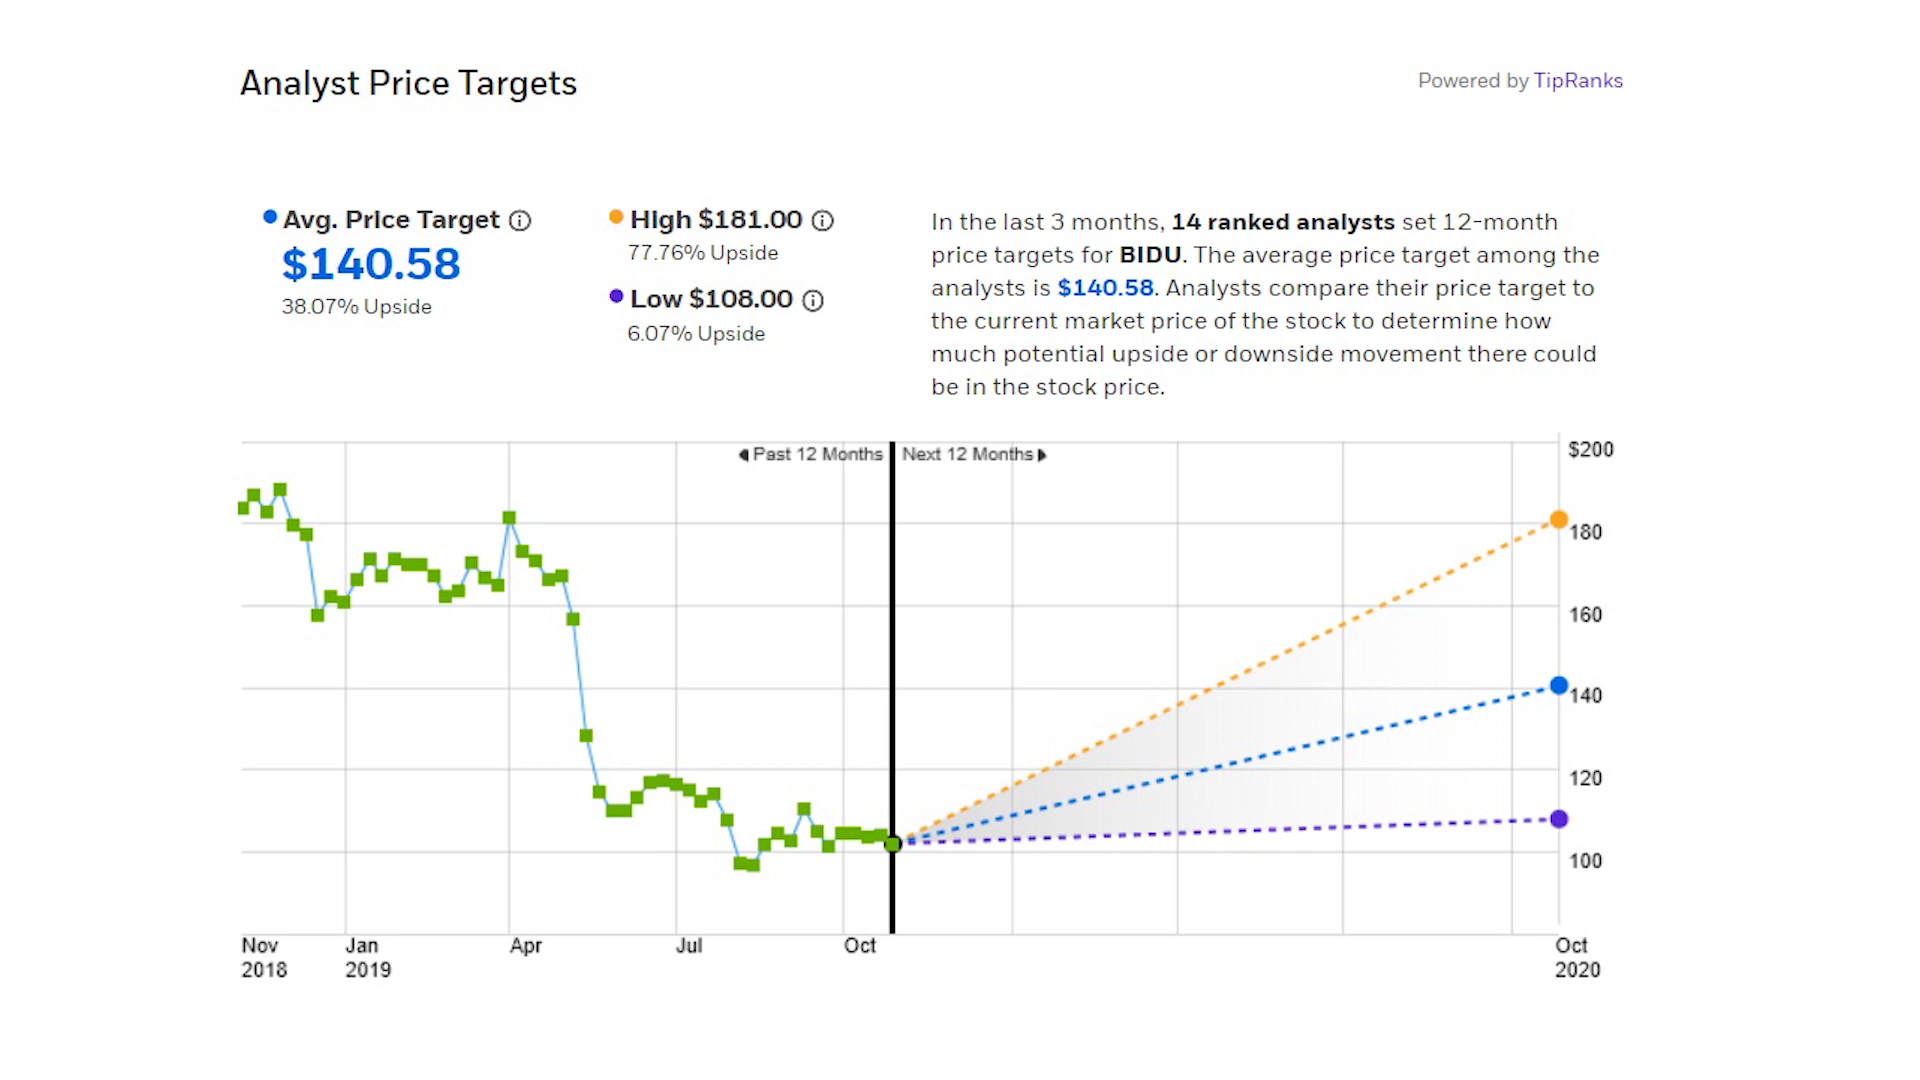 Analyst Price Targets
Powered by TipRanks
Avg. Price Target
$140.58
38.07% Upside
High $181.00
77.76% Upside
Low $108.00
6.07% Upside
In the last 3 months, 14 ranked analysts set 12-month
price targets for BIDU. The average price target among the
analysts is $140.58. Analysts compare their price target to
the current market price of the stock to determine how
much potential upside or downside movement there could
be in the stock price.
Past 12 Months
Next 12 Months
$200
180
160
140
120
100
Nov
2018
Jan
2019
Apr
Jul
Oct
Oct
2020